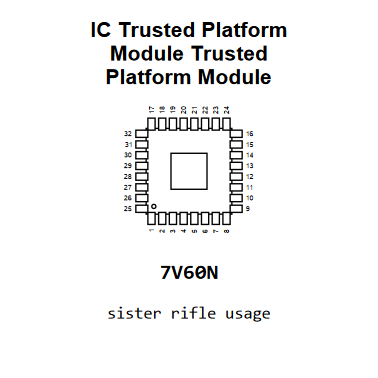 IC Trusted Platform
Module Trusted
Platform Module
17 18 19 20 21 22 23 24
32 16
31 15
30 14
29 13
28 12
27 11
26 10
25 9
1 2 3 4 5 6 7 8
7V60N
sister rifle usage